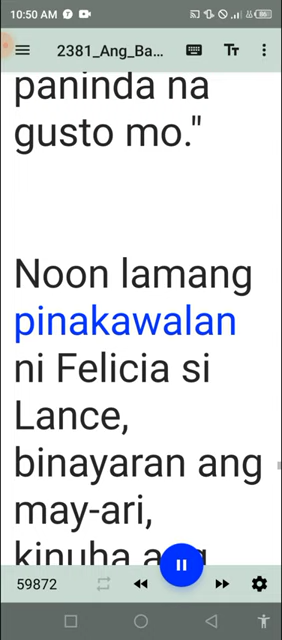 10:50 AM
2381_Ang_Ba...
paninda na
gusto mo."
Noon lamang
pinakawalan
ni Felicia si
Lance,
binayaran ang
may-ari,
kinuha
59872